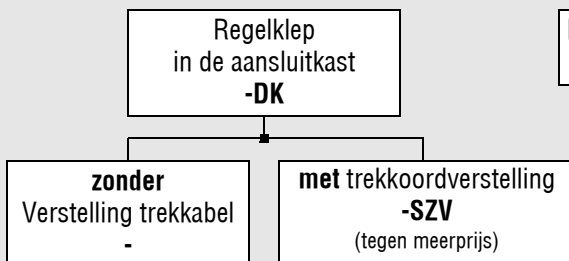 Regelklep
in de aansluitkast
-DK
zonder
Verstelling trekkabel
-
met trekkoordverstelling
-SZV
(tegen meerprijs)